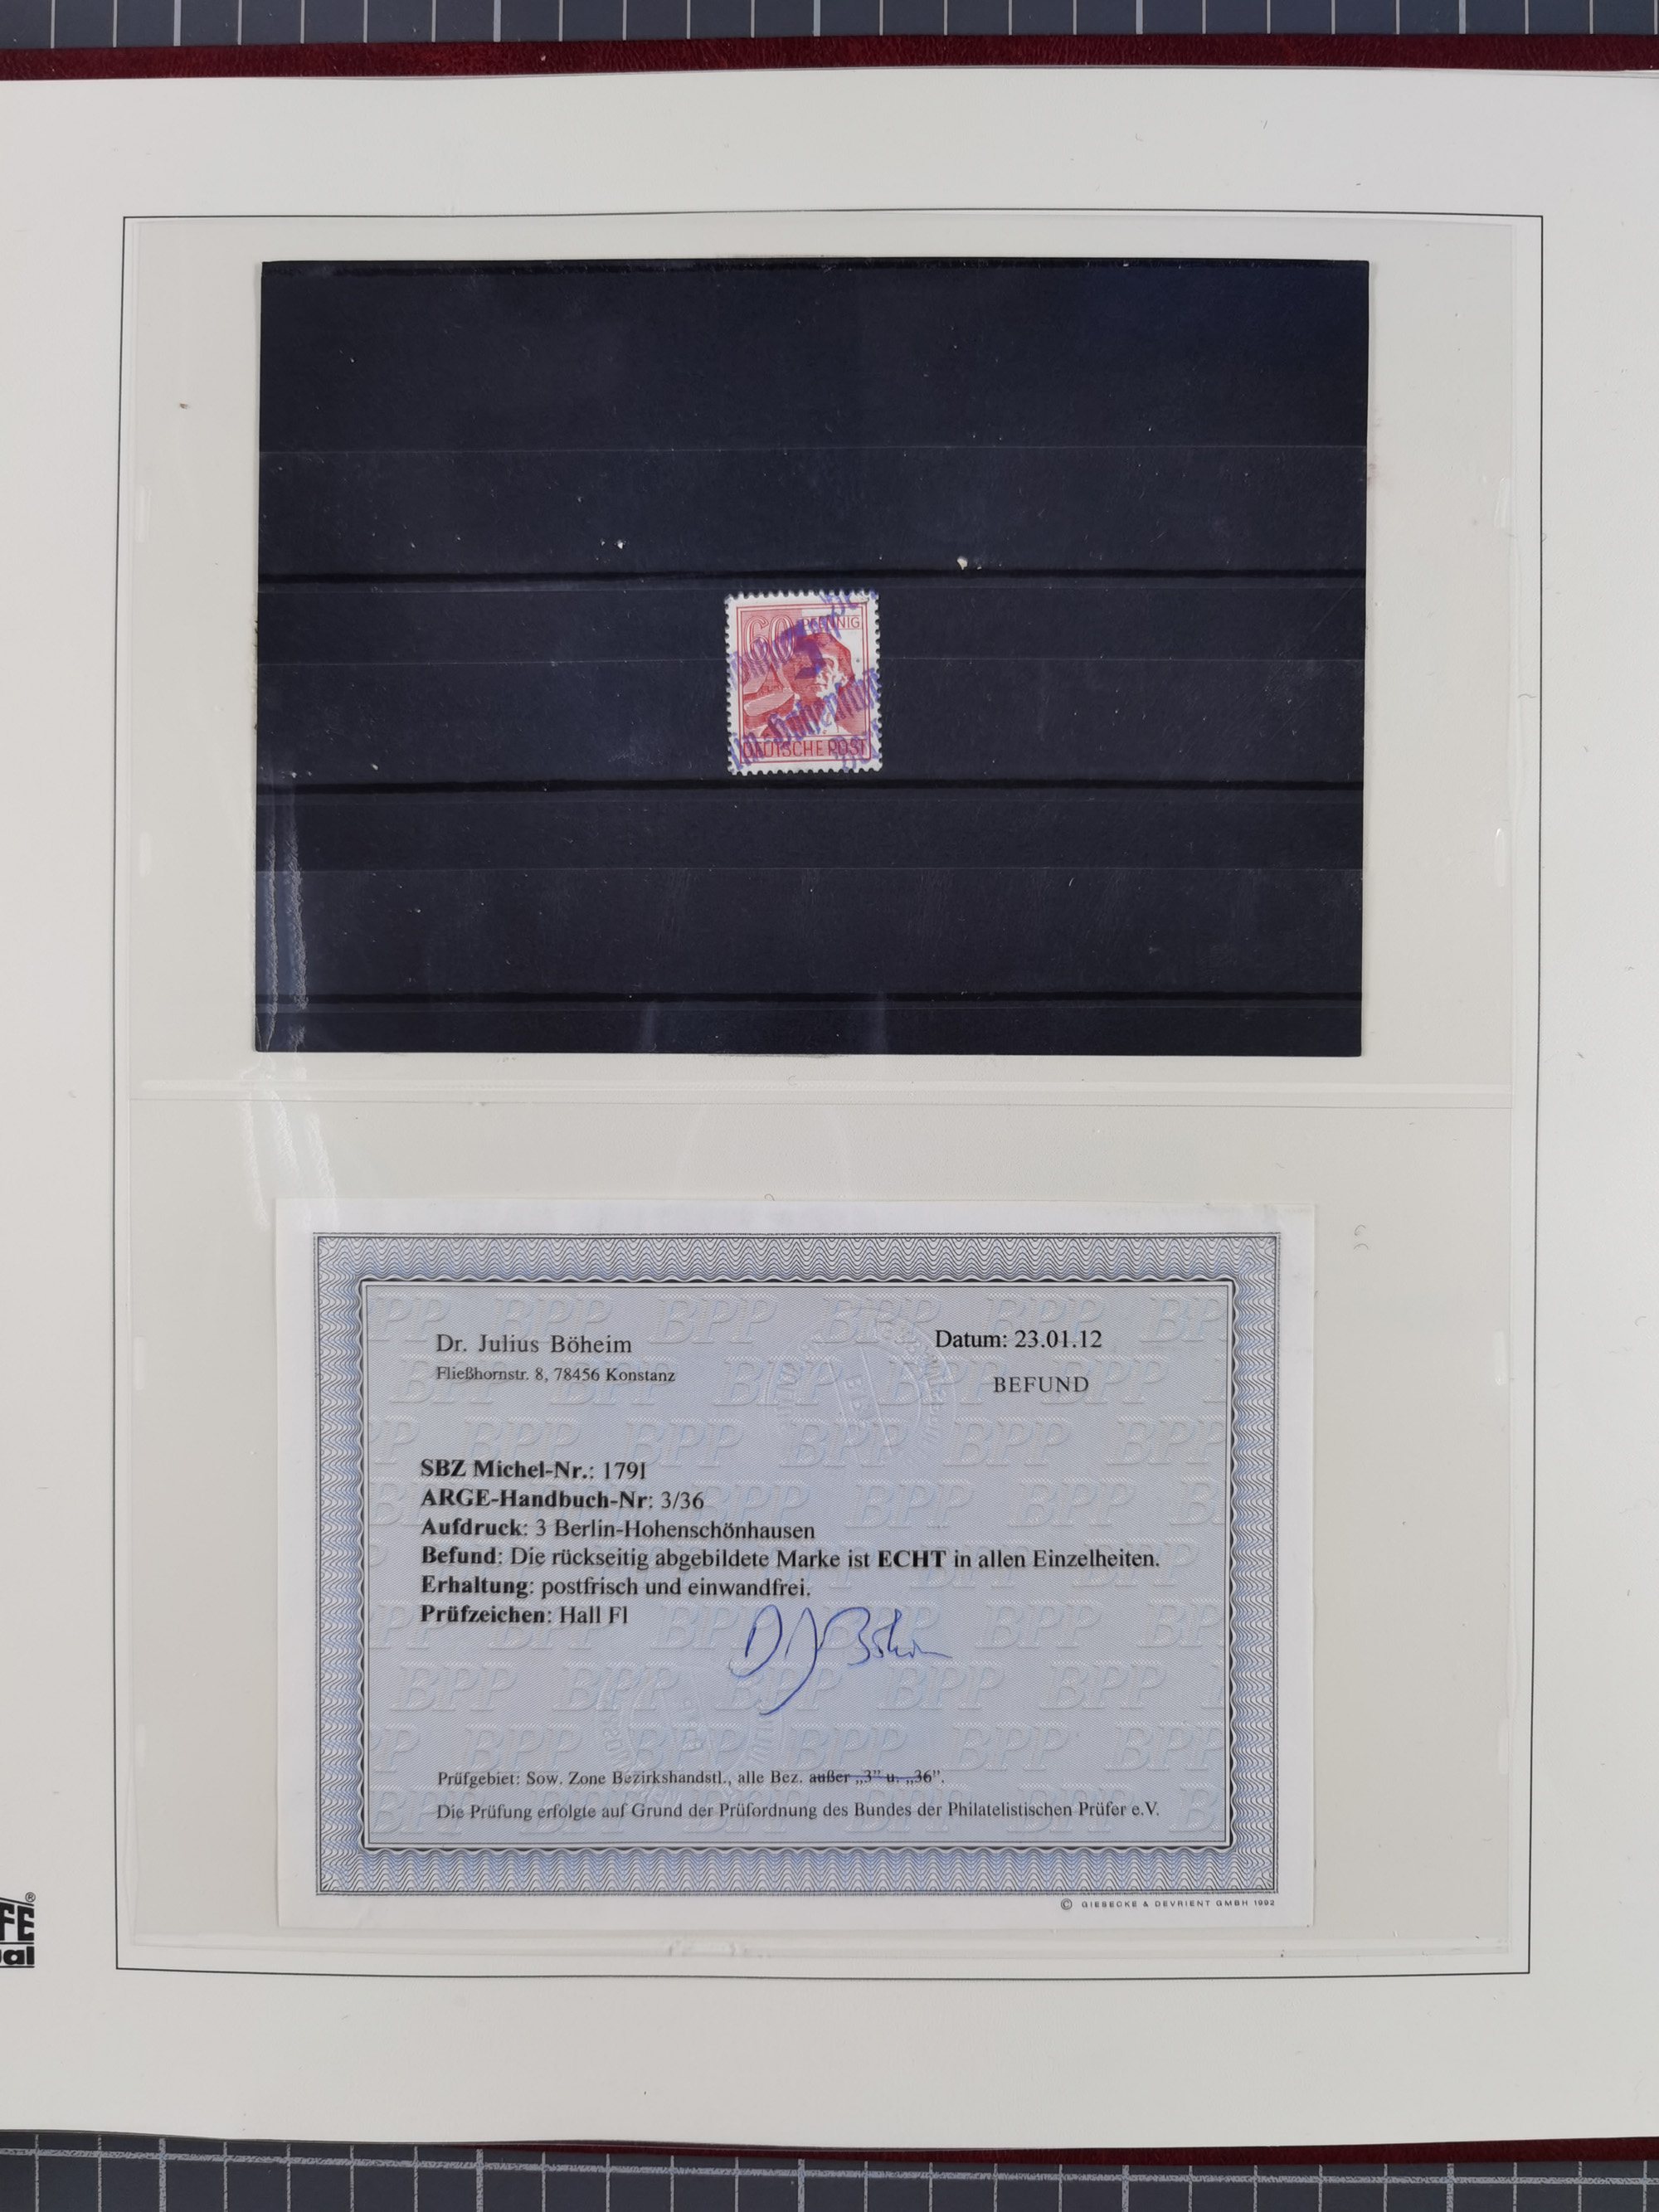 60 PFENNIG
DEUTSCHE POST
Dr. Julius Böheim
Fließhornstr. 8, 78456 Konstanz
Datum: 23.01.12
BEFUND
SBZ Michel-Nr.: 179I
ARGE-Handbuch-Nr: 3/36
Aufdruck: 3 Berlin-Hohenschönhausen
Befund: Die rückseitig abgebildete Marke ist ECHT in allen Einzelheiten.
Erhaltung: postfrisch und einwandfrei.
Prüfzeichen: Hall Fl
Prüfgebiet: Sow. Zone Bezirkshandstl., alle Bez. außer „3” u. „36”.
Die Prüfung erfolgte auf Grund der Prüfordnung des Bundes der Philatelistischen Prüfer e.V.
© GIESECKE & DEVRIENT GMBH 1992